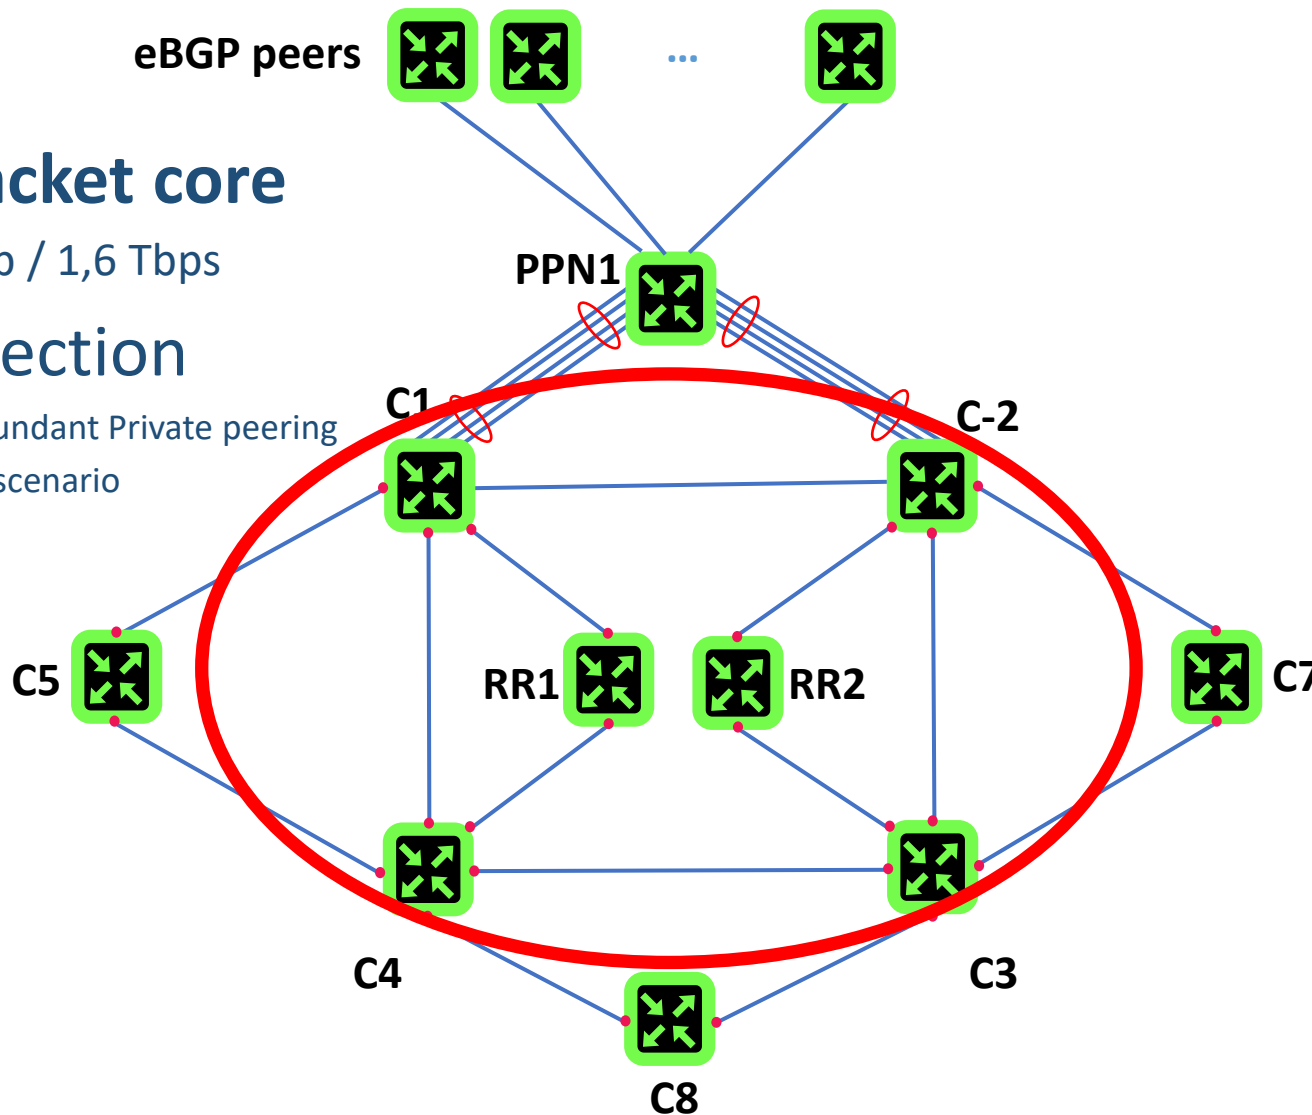 eBGP peers
...
acket core
/ 1,6 Tbps
PPN1
ection
C1
C-2
undant Private peering
scenario
C5
RR1
RR2
C7
C4
C3
C8